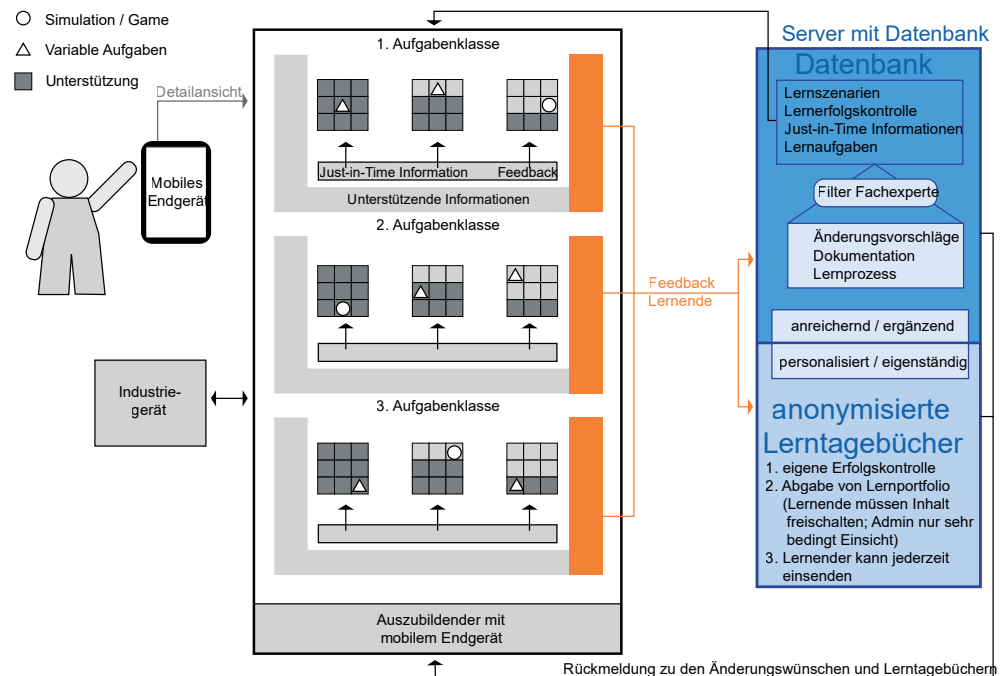 Simulation / Game
Variable Aufgaben
Unterstützung
Detailansicht
Mobiles
Endgerät
Industrie-
gerät
1. Aufgabenklasse
Just-in-Time Information
Feedback
Unterstützende Informationen
2. Aufgabenklasse
3. Aufgabenklasse
Auszubildender mit
mobilem Endgerät
Feedback
Lernende
Server mit Datenbank
Datenbank
Lernszenarien
Lernerfolgskontrolle
Just-in-Time Informationen
Lernaufgaben
Filter Fachexperte
Änderungsvorschläge
Dokumentation
Lernprozess
anreichernd / ergänzend
personalisiert / eigenständig
anonymisierte
Lerntagebücher
1. eigene Erfolgskontrolle
2. Abgabe von Lernportfolio
(Lernende müssen Inhalt
freischalten; Admin nur sehr
bedingt Einsicht)
3. Lernender kann jederzeit
einsenden
Rückmeldung zu den Änderungswünschen und Lerntagebüchern